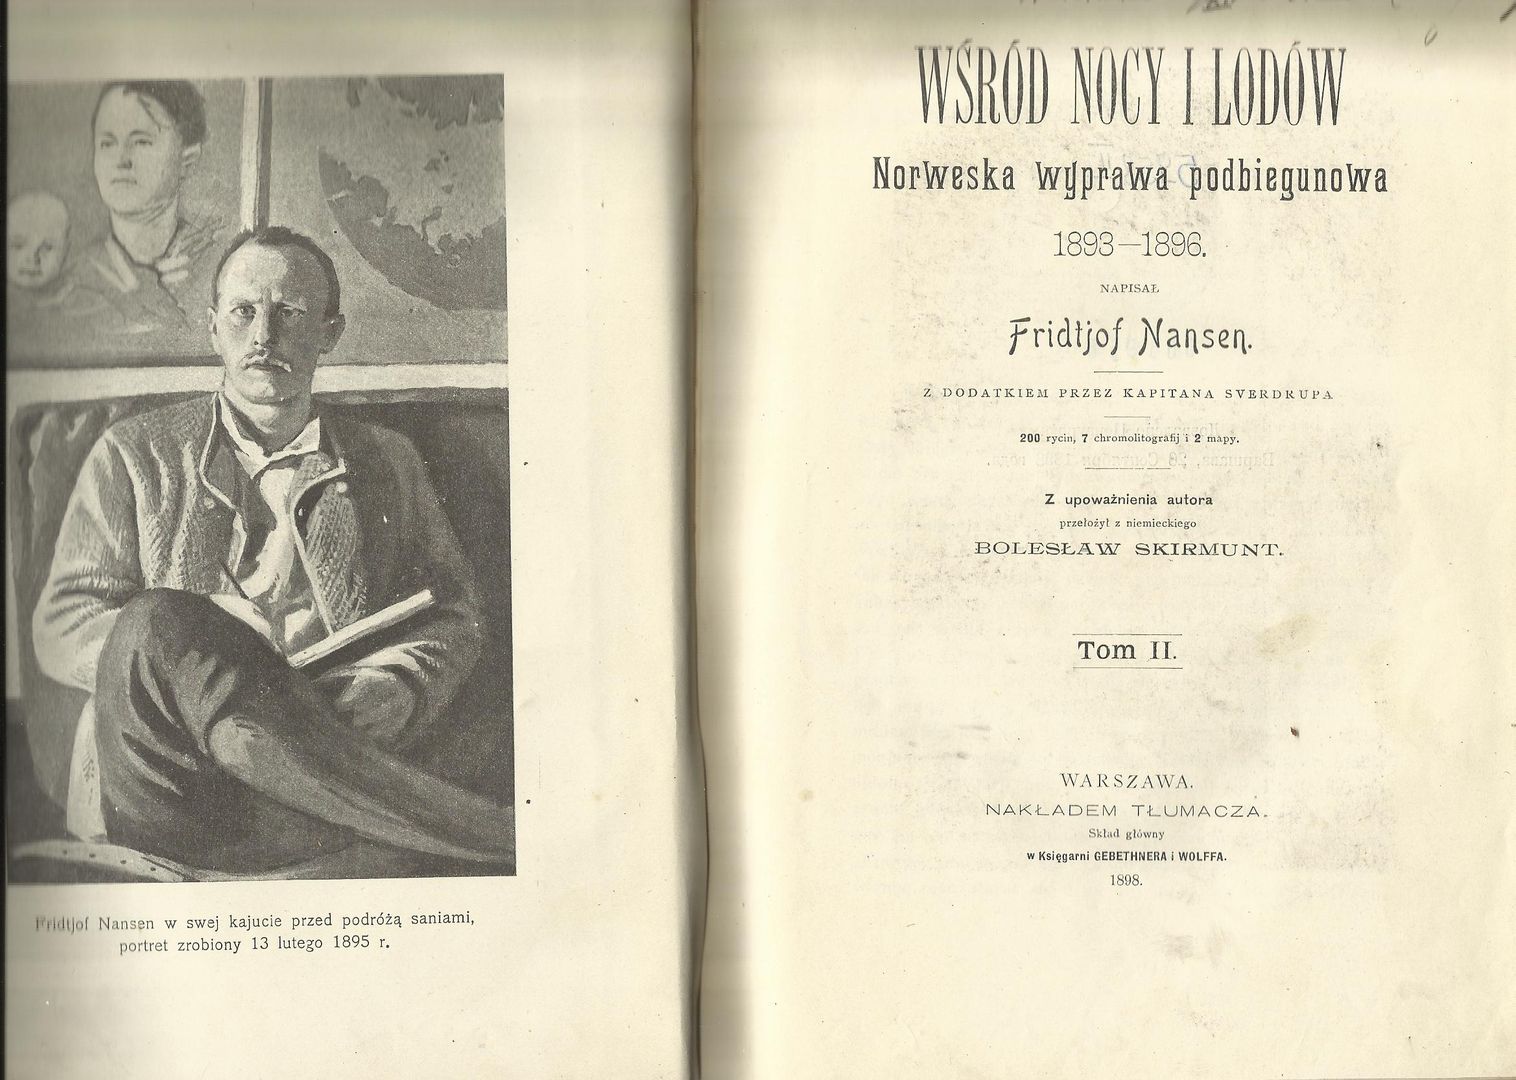 Fridtjof Nansen w swej kajucie przed podróżą saniami,
portret zrobiony 13 lutego 1895 r.
WŚRÓD NOCY I LODÓW
Norweska wyprawa podbiegunowa
1893—1896.
NAPISAŁ
Fridtjof Nansen.
Z DODATKIEM PRZEZ KAPITANA SVERDRUPA
200 rycin, 7 chromolitografij i 2 mapy.
Z upoważnienia autora
przełożył z niemieckiego
BOLESŁAW SKIRMUNT.
Tom II.
WARSZAWA.
NAKŁADEM TŁUMACZA.
Skład główny
w Księgarni GEBETHNERA i WOLFFA.
1898.